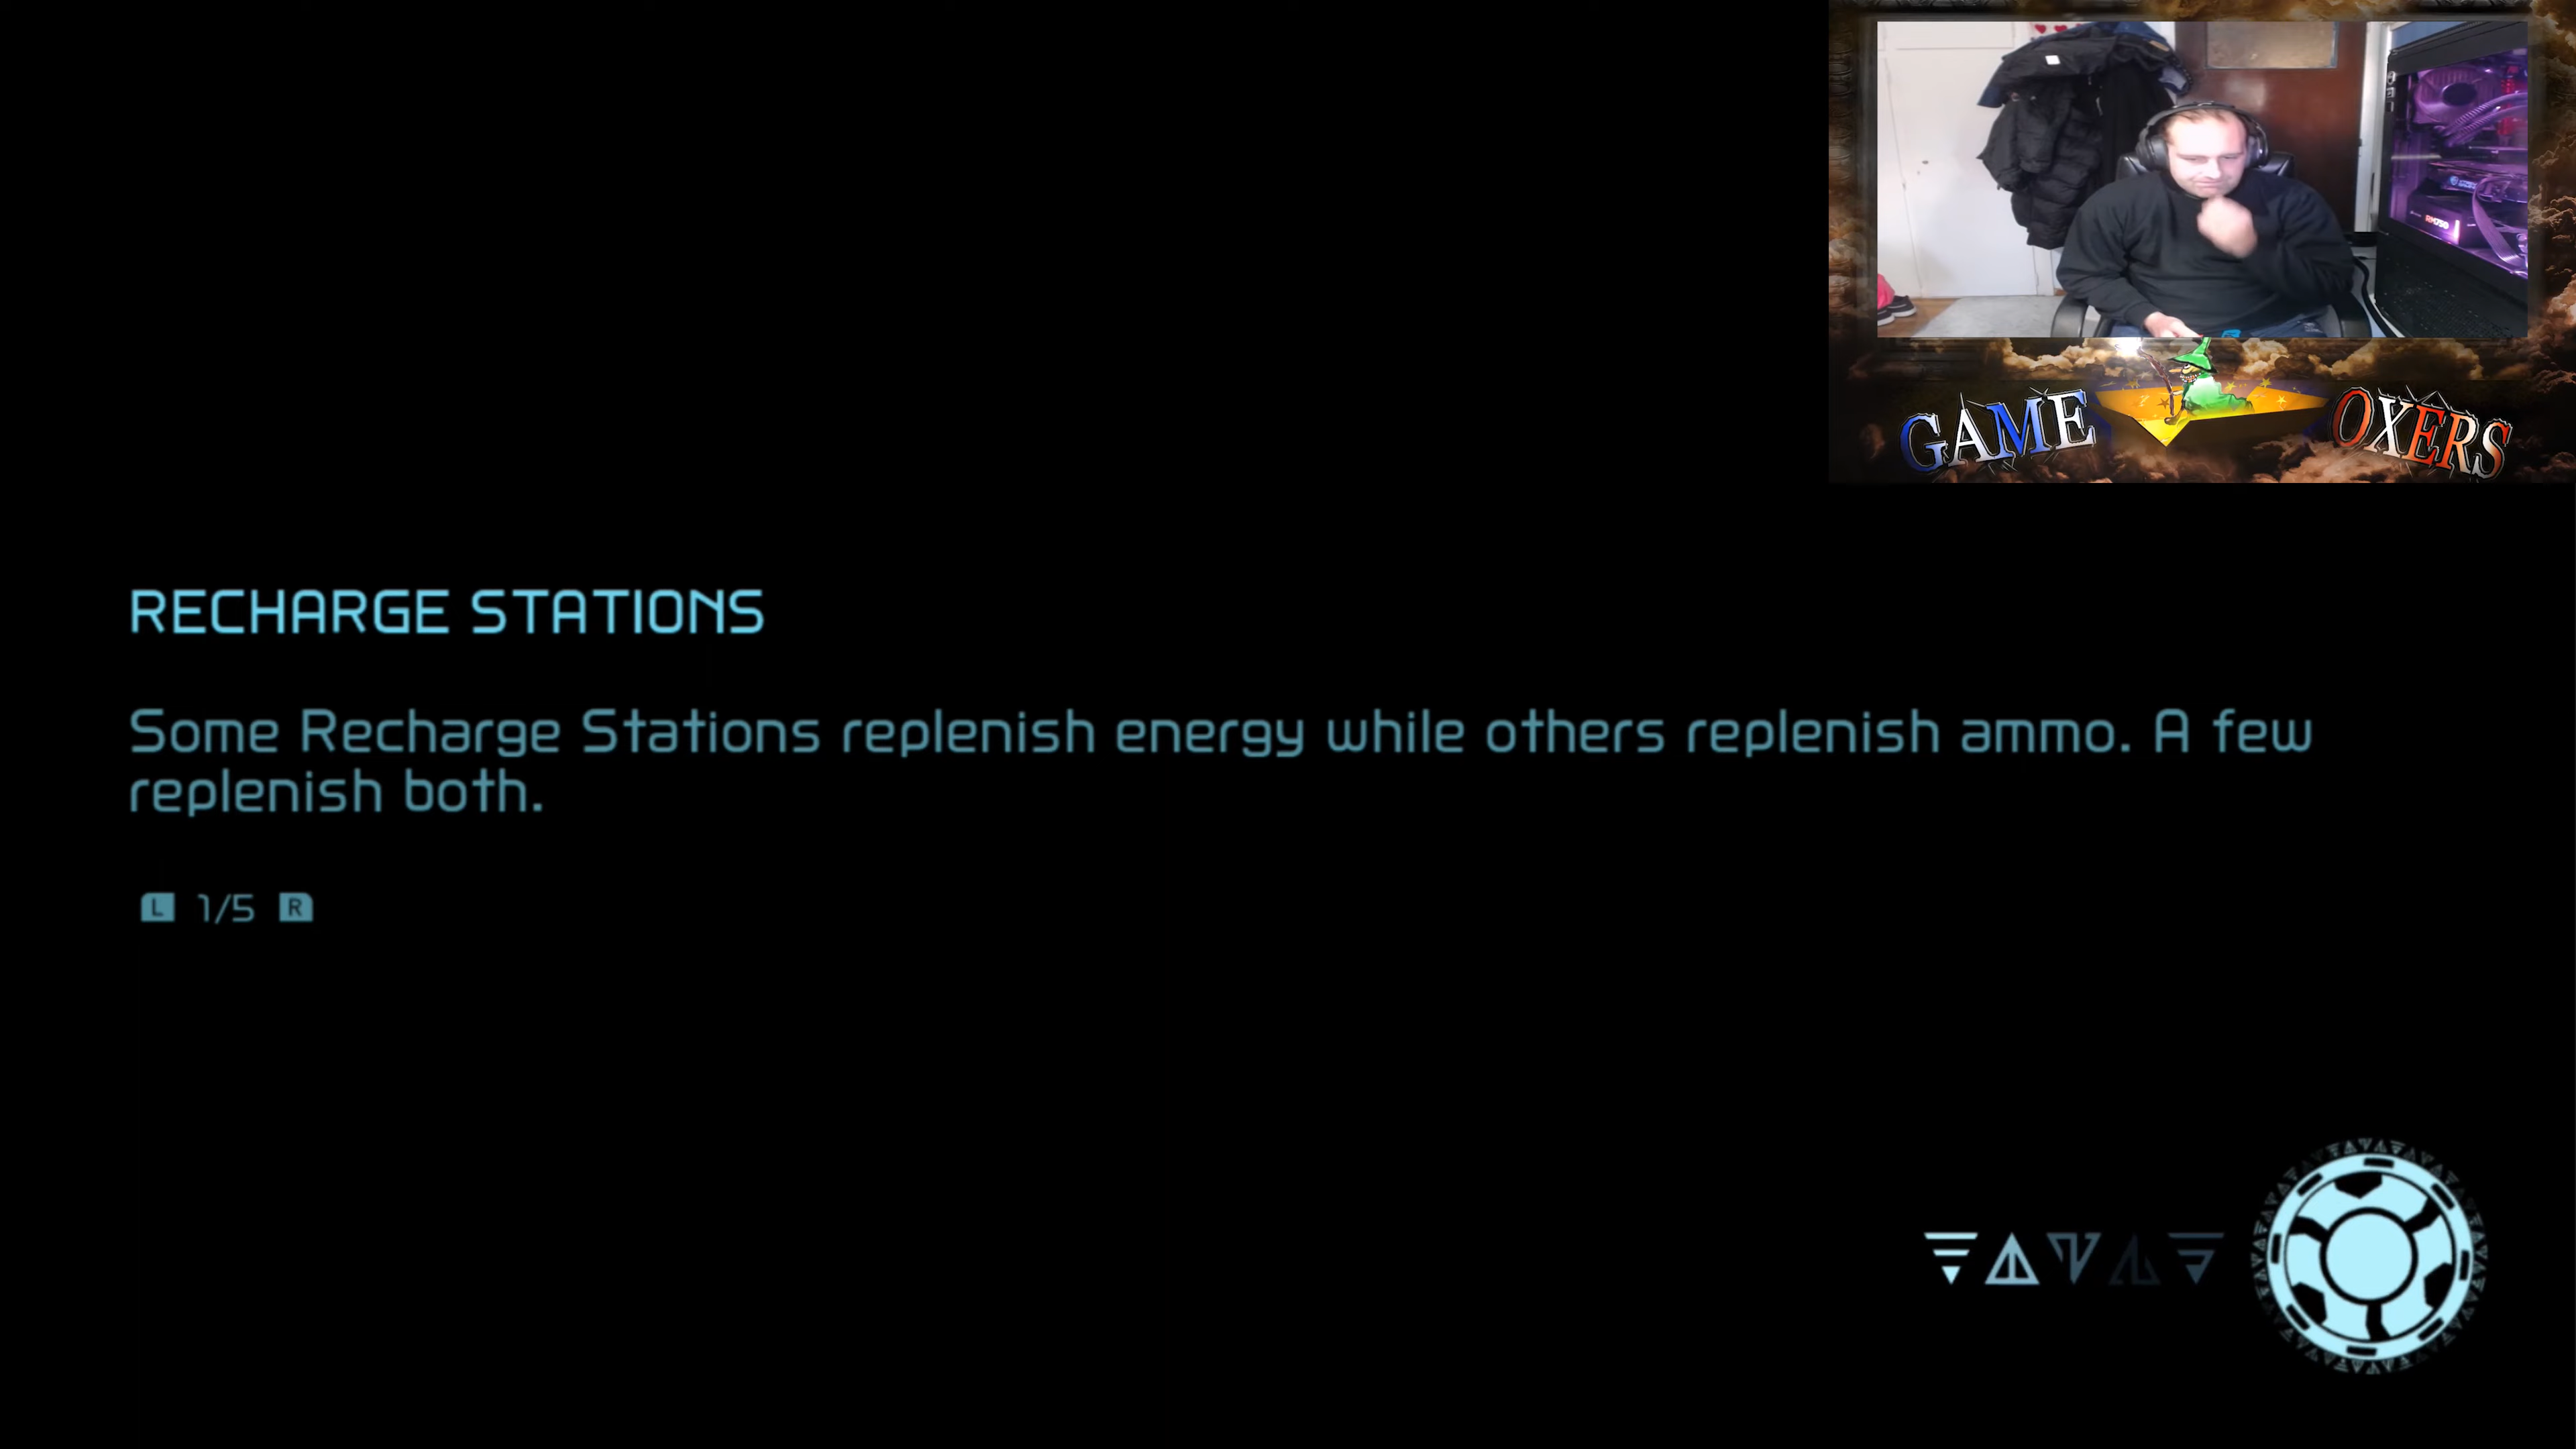 GAME OXERS
RECHARGE STATIONS
Some Recharge Stations replenish energy while others replenish ammo. A few
replenish both.
L 1/5 R